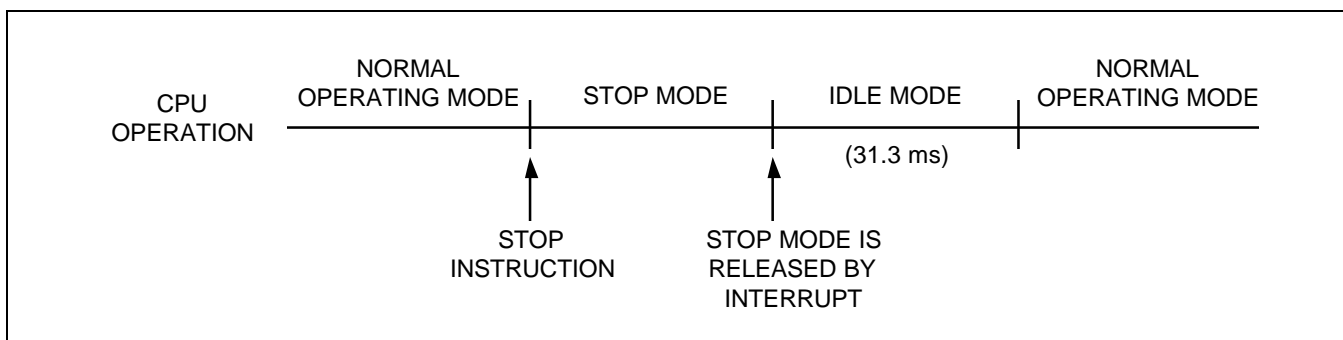 CPU
OPERATION
NORMAL
OPERATING MODE
STOP MODE
IDLE MODE
(31.3 ms)
NORMAL
OPERATING MODE
STOP
INSTRUCTION
STOP MODE IS
RELEASED BY
INTERRUPT